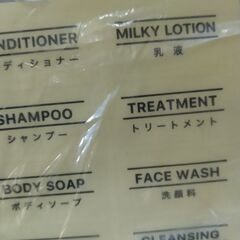 NDITIONER
ディショナー
MILKY LOTION
乳液
SHAMPOO
シャンプー
TREATMENT
トリートメント
BODY SOAP
ボディソープ
FACE WASH
洗顔料
CLEANSING